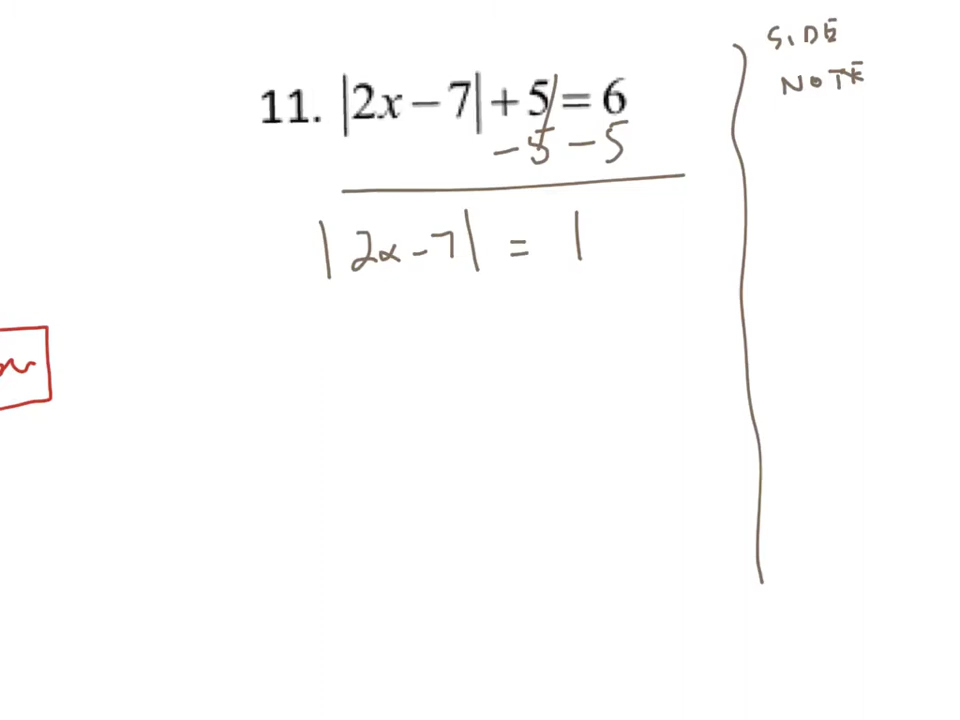 SIDE
NOTE
11. |2x − 7| + 5 = 6
− 5 − 5
|2x − 7| = 1